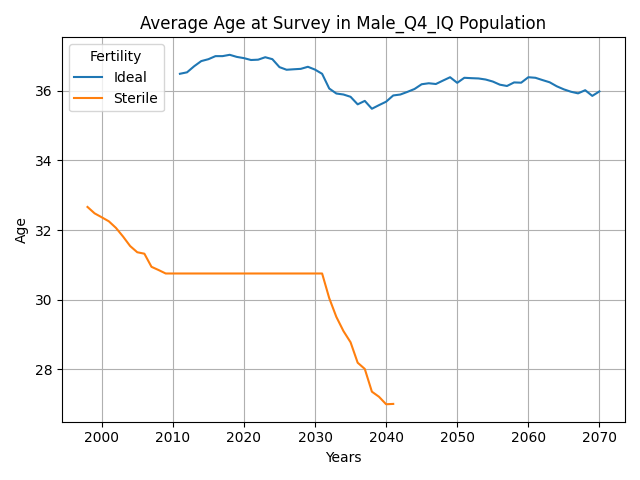 Average Age at Survey in Male_Q4_IQ Population
Fertility
Ideal
Sterile
Age
36
34
32
30
28
2000 2010 2020 2030 2040 2050 2060 2070
Years